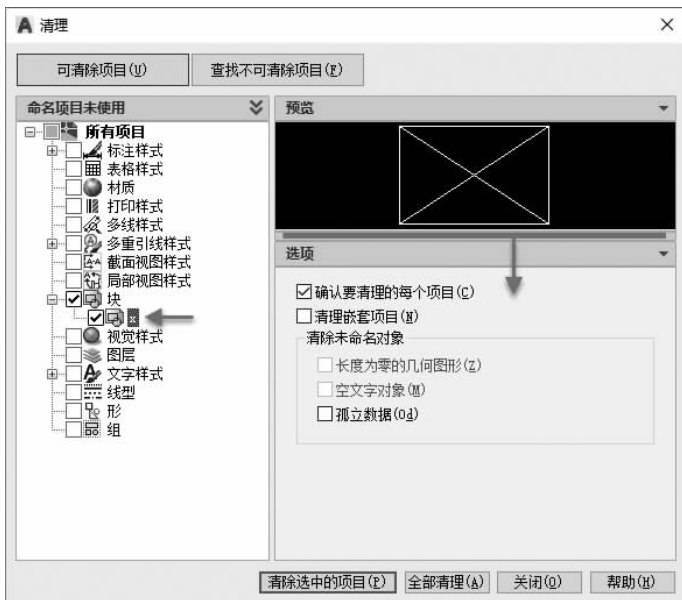 清理
可清除项目(U)
查找不可清除项目(F)
命名项目未使用
所有项目
标注样式
表格样式
材质
打印样式
多线样式
多重引线样式
截面视图样式
局部视图样式
块
x
视觉样式
图层
文字样式
线型
形
组
预览
选项
确认要清理的每个项目(C)
清理嵌套项目(N)
清除未命名对象
长度为零的几何图形(Z)
空文字对象(M)
孤立数据(Od)
清除选中的项目(P)
全部清理(A)
关闭(O)
帮助(H)